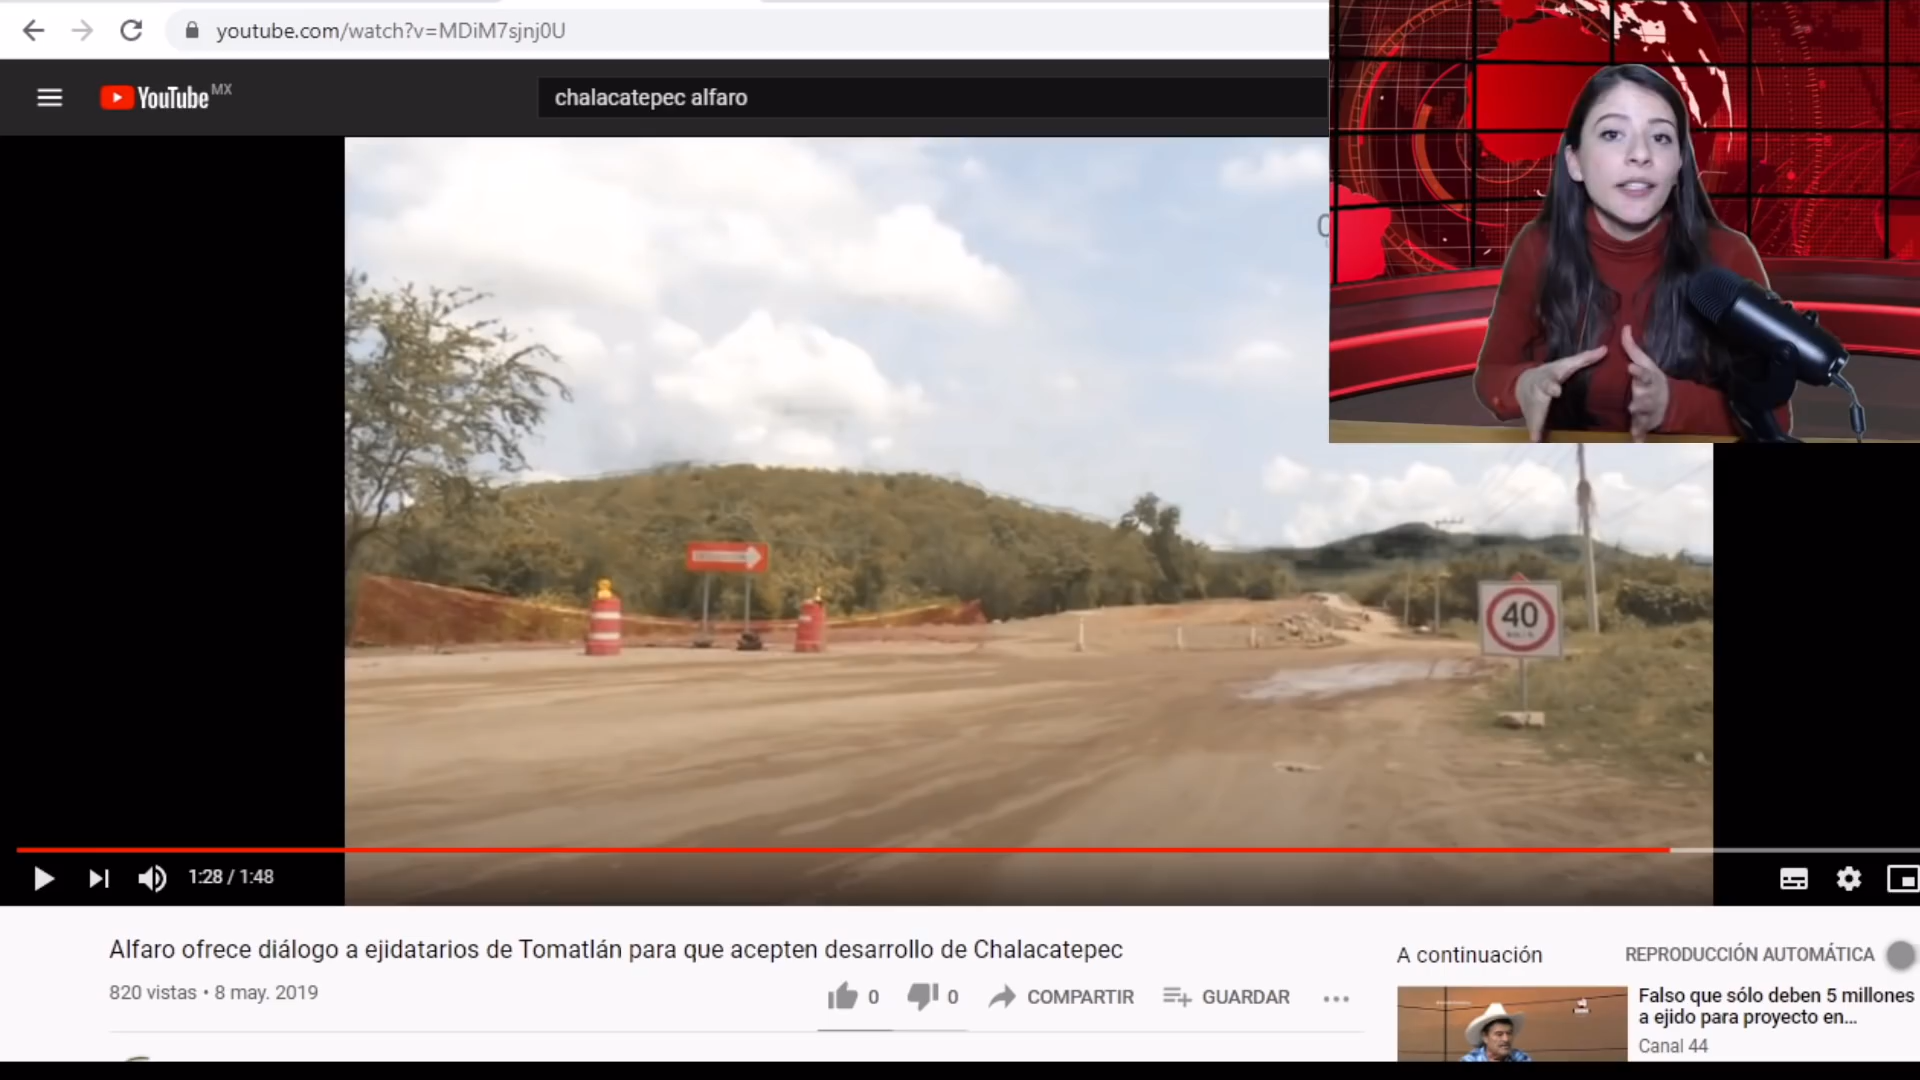 youtube.com/watch?v=MDiM7sjnj0U
YouTube MX
chalacatepec alfaro
40
1:28 / 1:48
Alfaro ofrece diálogo a ejidatarios de Tomatlán para que acepten desarrollo de Chalacatepec
820 vistas • 8 may. 2019
0
0
COMPARTIR
GUARDAR
A continuación
REPRODUCCIÓN AUTOMÁTICA
Falso que sólo deben 5 millones
a ejido para proyecto en...
Canal 44